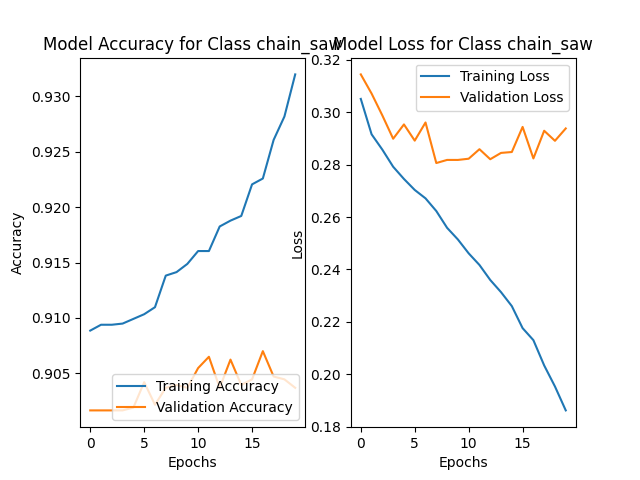 Model Accuracy for Class chain_saw
Model Loss for Class chain_saw
Accuracy
0.930
0.925
0.920
0.915
0.910
0.905
Training Accuracy
Validation Accuracy
0 5 10 15
Epochs
Loss
0.32
0.30
0.28
0.26
0.24
0.22
0.20
0.18
Training Loss
Validation Loss
0 5 10 15
Epochs